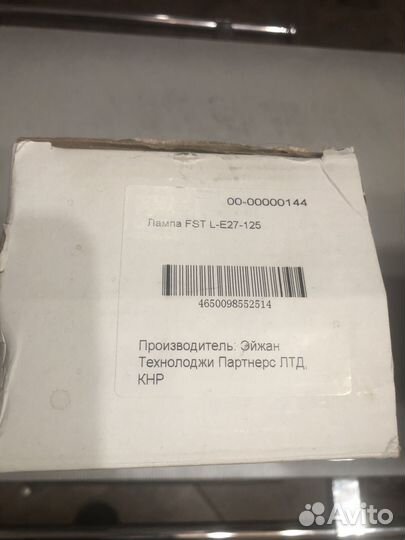 00-00000144
Лампа FST L-E27-125
4650098552514
Производитель: Эйжан
Технолоджи Партнерс ЛТД,
КНР
Avito